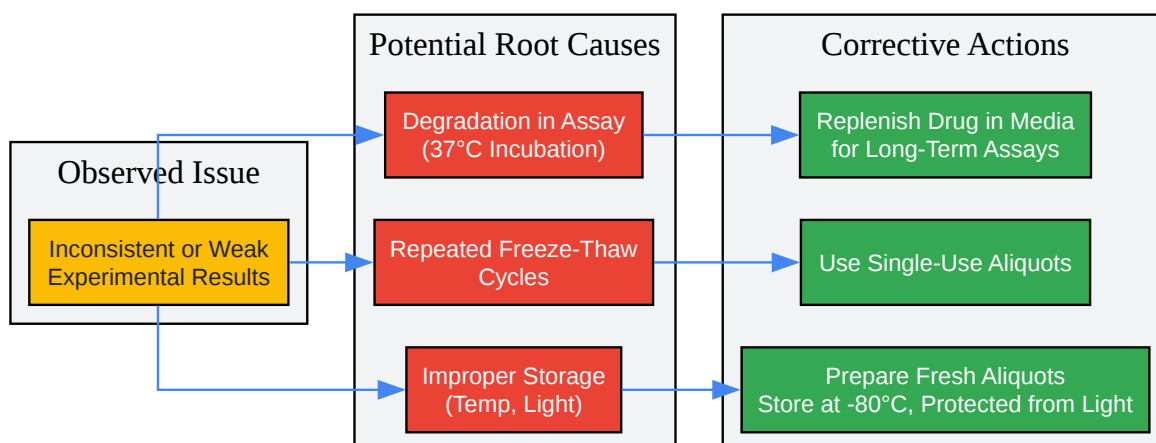 Observed Issue
Inconsistent or Weak
Experimental Results
Potential Root Causes
Degradation in Assay
(37°C Incubation)
Repeated Freeze-Thaw
Cycles
Improper Storage
(Temp, Light)
Corrective Actions
Replenish Drug in Media
for Long-Term Assays
Use Single-Use Aliquots
Prepare Fresh Aliquots
Store at -80°C, Protected from Light